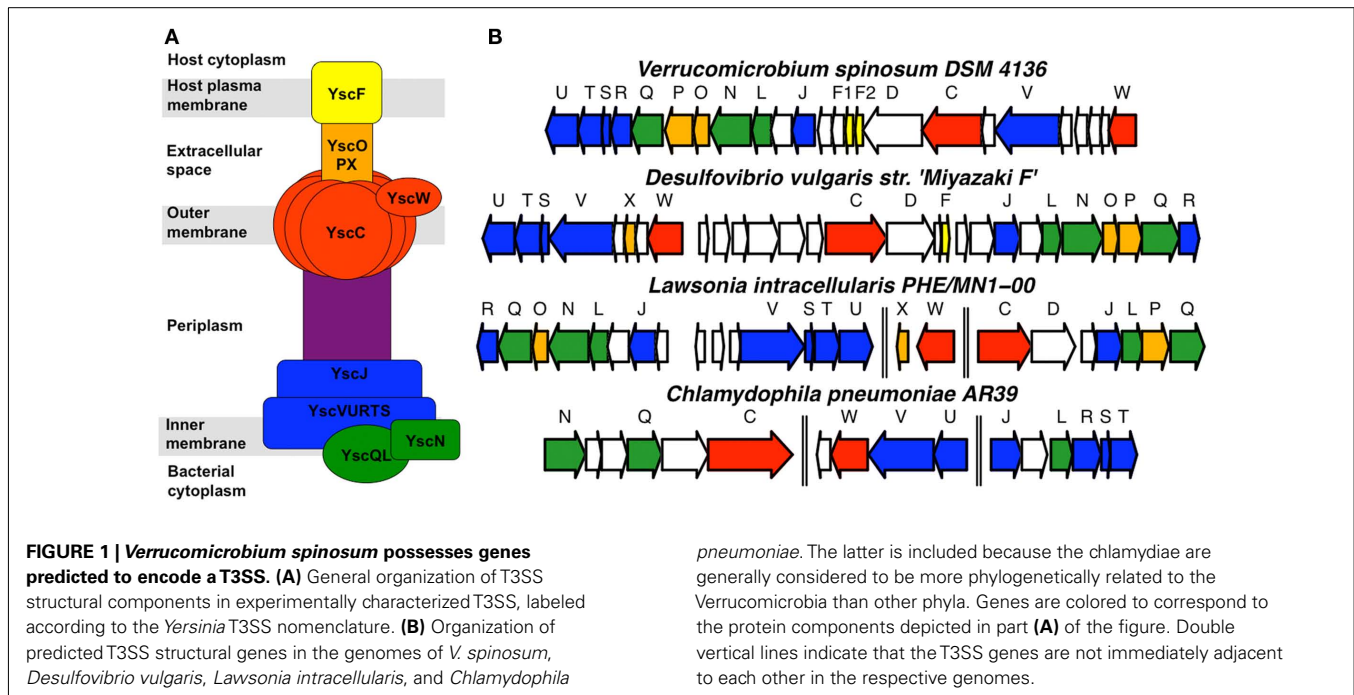 A
Host cytoplasm
Host plasma
membrane
Extracellular
space
Outer
membrane
Periplasm
Inner
membrane
Bacterial
cytoplasm
YscF
YscO
PX
YscW
YscC
YscJ
YscVURTS
YscN
YscQL
B
Verrucomicrobium spinosum DSM 4136
U T S R Q P O N L J F1 F2 D C V W
Desulfovibrio vulgaris str. 'Miyazaki F'
U T S V X W C D F J L N O P Q R
Lawsonia intracellularis PHE/MN1–00
R Q O N L J V S T U X W C D J L P Q
Chlamydophila pneumoniae AR39
N Q C W V U J L R S T
FIGURE 1 | Verrucomicrobium spinosum possesses genes
predicted to encode a T3SS. (A) General organization of T3SS
structural components in experimentally characterized T3SS, labeled
according to the Yersinia T3SS nomenclature. (B) Organization of
predicted T3SS structural genes in the genomes of V. spinosum,
Desulfovibrio vulgaris, Lawsonia intracellularis, and Chlamydophila
pneumoniae. The latter is included because the chlamydiae are
generally considered to be more phylogenetically related to the
Verrucomicrobia than other phyla. Genes are colored to correspond to
the protein components depicted in part (A) of the figure. Double
vertical lines indicate that the T3SS genes are not immediately adjacent
to each other in the respective genomes.